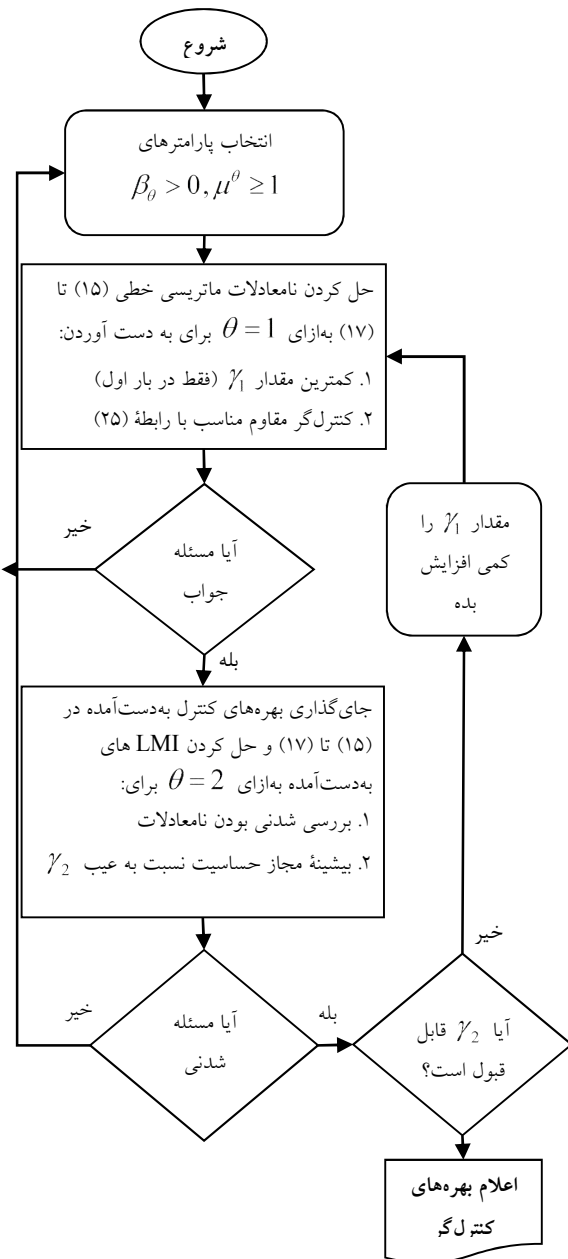 شروع
انتخاب پارامترهای
β_θ > 0, μ^θ ≥ 1
حل کردن نامعادلات ماتریسی خطی (۱۵) تا
(۱۷) به‌ازای θ = 1 برای به دست آوردن:
۱. کمترین مقدار γ₁ (فقط در بار اول)
۲. کنترل‌گر مقاوم مناسب با رابطۀ (۲۵)
خیر
آیا مسئله
جواب
بله
مقدار γ₁ را
کمی افزایش
بده
جای‌گذاری بهره‌های کنترل به‌دست‌آمده در
(۱۵) تا (۱۷) و حل کردن LMI های
به‌دست‌آمده به‌ازای θ = 2 برای:
۱. بررسی شدنی بودن نامعادلات
۲. بیشینۀ مجاز حساسیت نسبت به عیب γ₂
خیر
آیا مسئله
شدنی
بله
خیر
آیا γ₂ قابل
قبول است؟
اعلام بهره‌های
کنترل‌گر